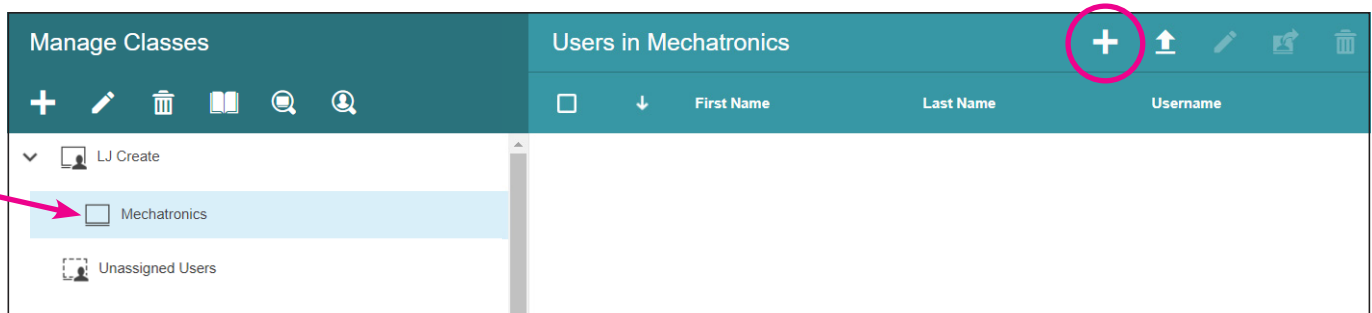 Manage Classes
Users in Mechatronics
First Name
Last Name
Username
LJ Create
Mechatronics
Unassigned Users